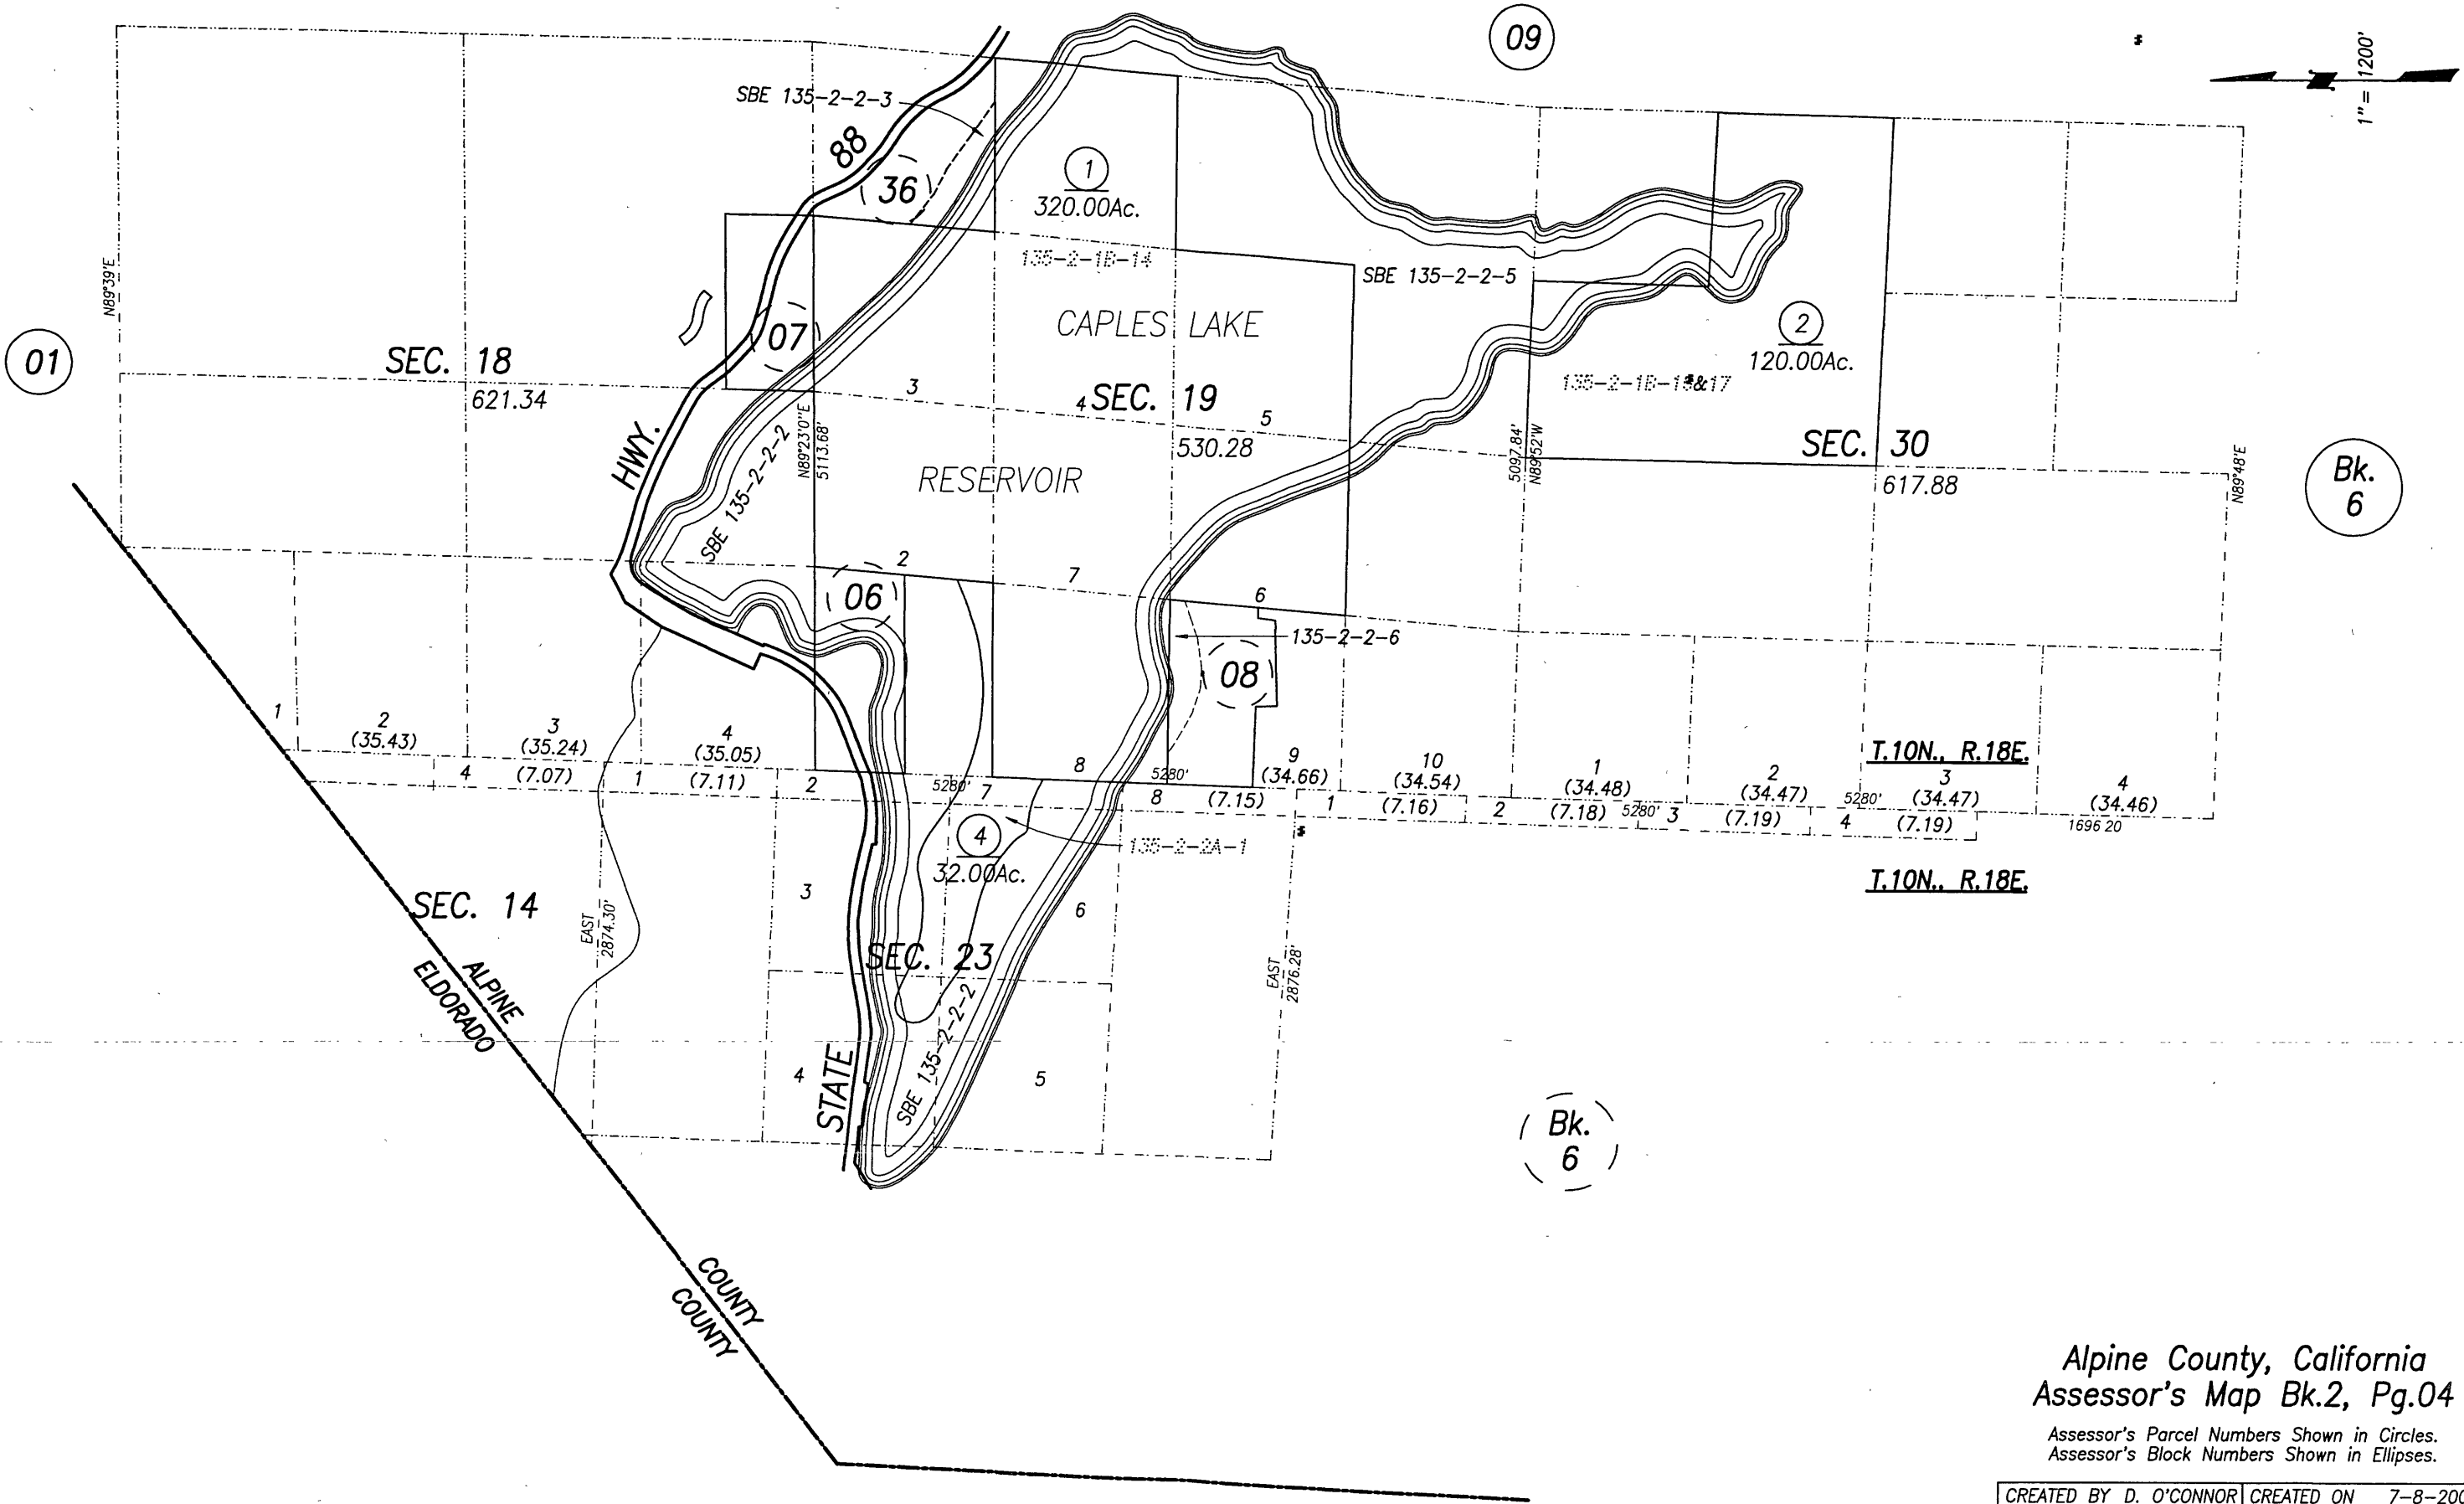 09
1"= 1200'
SBE 135-2-2-3
88
36
1
320.00Ac.
135-2-1B-14
N89°39'E
SBE 135-2-2-5
CAPLES LAKE
07
2
120.00Ac.
01
SEC. 18
621.34
3
4
SEC. 19
5
530.28
135-2-1B-
&17
HWY.
SBE 135-2-2-2
N89°23'0"E
5113.68'
RESERVOIR
5097.84'
N89°52'W
SEC. 30
617.88
N89°48'E
Bk.
6
2
06
7
6
135-2-2-6
08
1
2
(35.43)
3
(35.24)
4
(35.05)
4
(7.07)
1
(7.11)
2
5280'
7
8
5280'
8
(7.15)
9
(34.66)
1
10
(34.54)
(7.16)
2
1
(34.48)
(7.18)
5280'
3
2
(34.47)
(7.19)
5280'
4
T.10N., R.18E.
3
(34.47)
(7.19)
4
(34.46)
1696 20
4
32.00Ac.
135-2-2A-1
T.10N., R.18E.
SEC. 14
EAST
2874.30'
3
6
SEC. 23
EAST
2876.28'
ALPINE
ELDORADO
SBE 135-2-2-2
4
STATE
5
Bk.
6
COUNTY
COUNTY
Alpine County, California
Assessor's Map Bk.2, Pg.04
Assessor's Parcel Numbers Shown in Circles.
Assessor's Block Numbers Shown in Ellipses.
CREATED BY D. O'CONNOR
CREATED ON 7-8-200